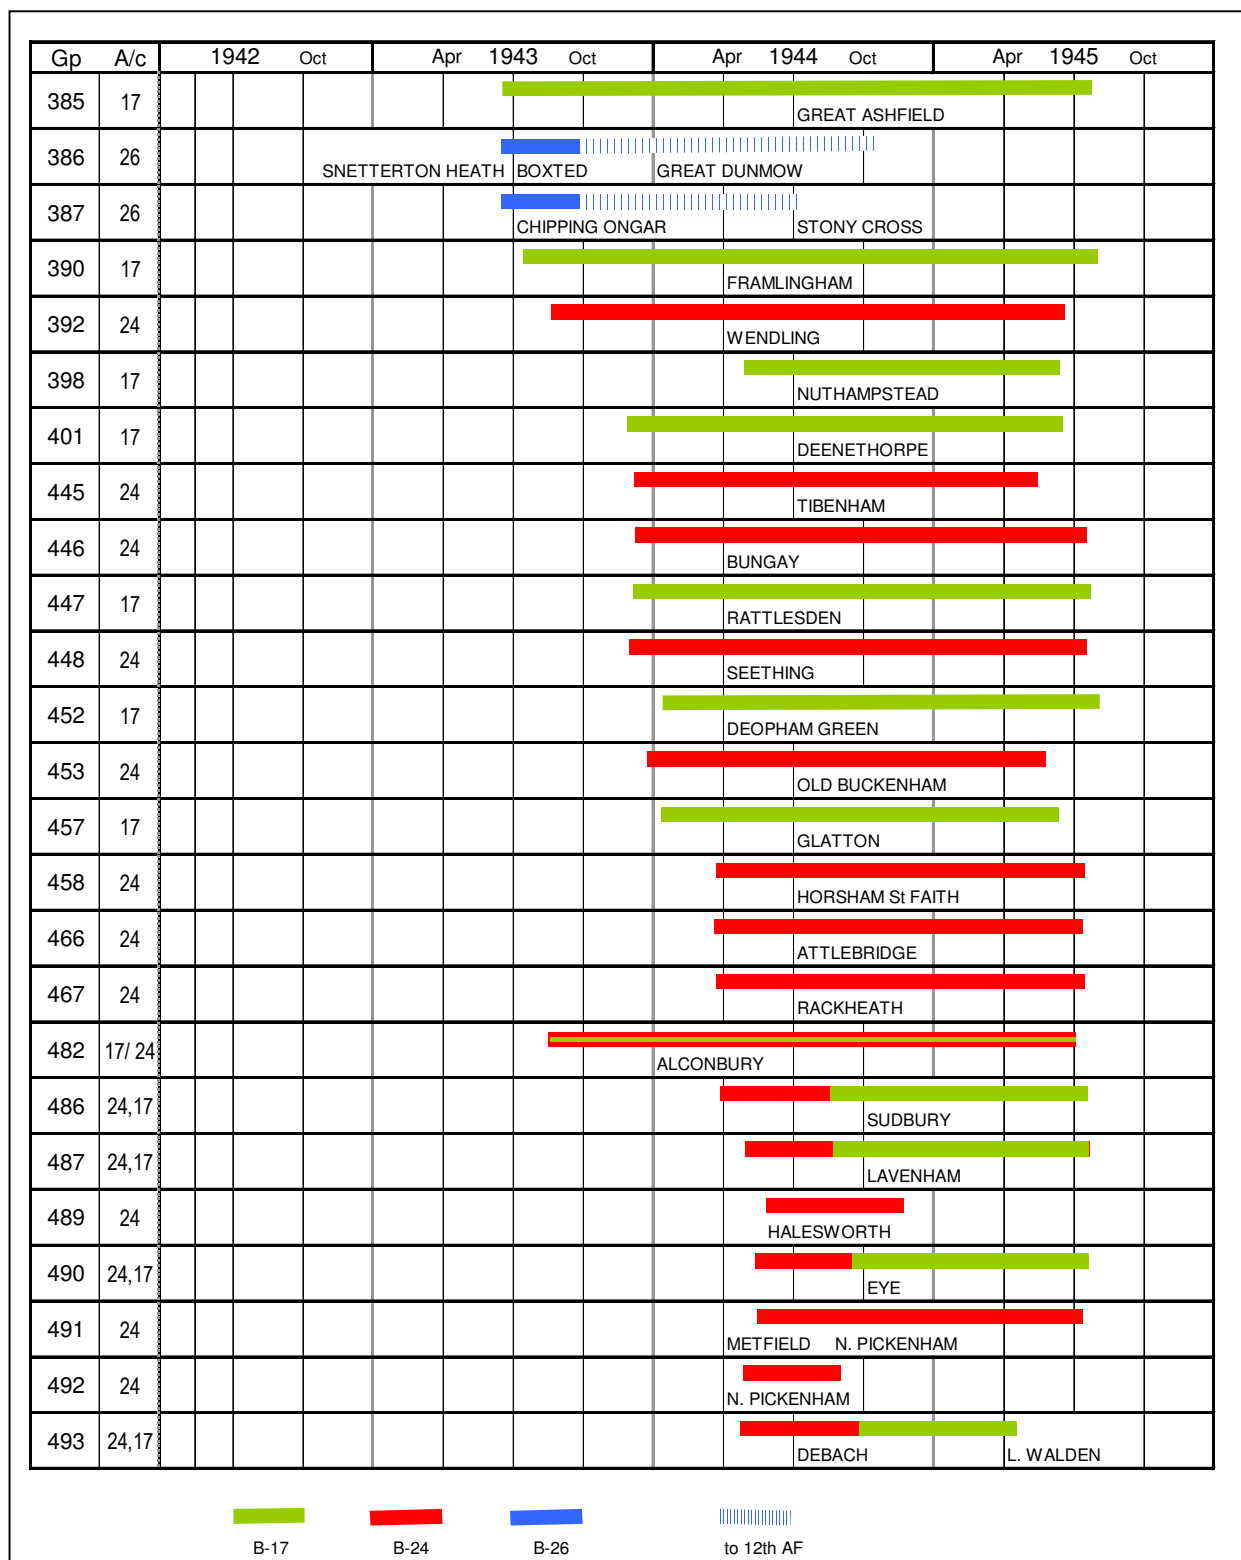 Gp A/c 1942 Oct Apr 1943 Oct Apr 1944 Oct Apr 1945 Oct
385 17 GREAT ASHFIELD
386 26 SNETTERTON HEATH BOXTED GREAT DUNMOW
387 26 CHIPPING ONGAR STONY CROSS
390 17 FRAMLINGHAM
392 24 WENDLING
398 17 NUTHAMPSTEAD
401 17 DEENETHORPE
445 24 TIBENHAM
446 24 BUNGAY
447 17 RATTLESDEN
448 24 SEETHING
452 17 DEOPHAM GREEN
453 24 OLD BUCKENHAM
457 17 GLATTON
458 24 HORSHAM St FAITH
466 24 ATTLEBRIDGE
467 24 RACKHEATH
482 17/ 24 ALCONBURY
486 24,17 SUDBURY
487 24,17 LAVENHAM
489 24 HALESWORTH
490 24,17 EYE
491 24 METFIELD N. PICKENHAM
492 24 N. PICKENHAM
493 24,17 DEBACH L. WALDEN
B-17 B-24 B-26 to 12th AF